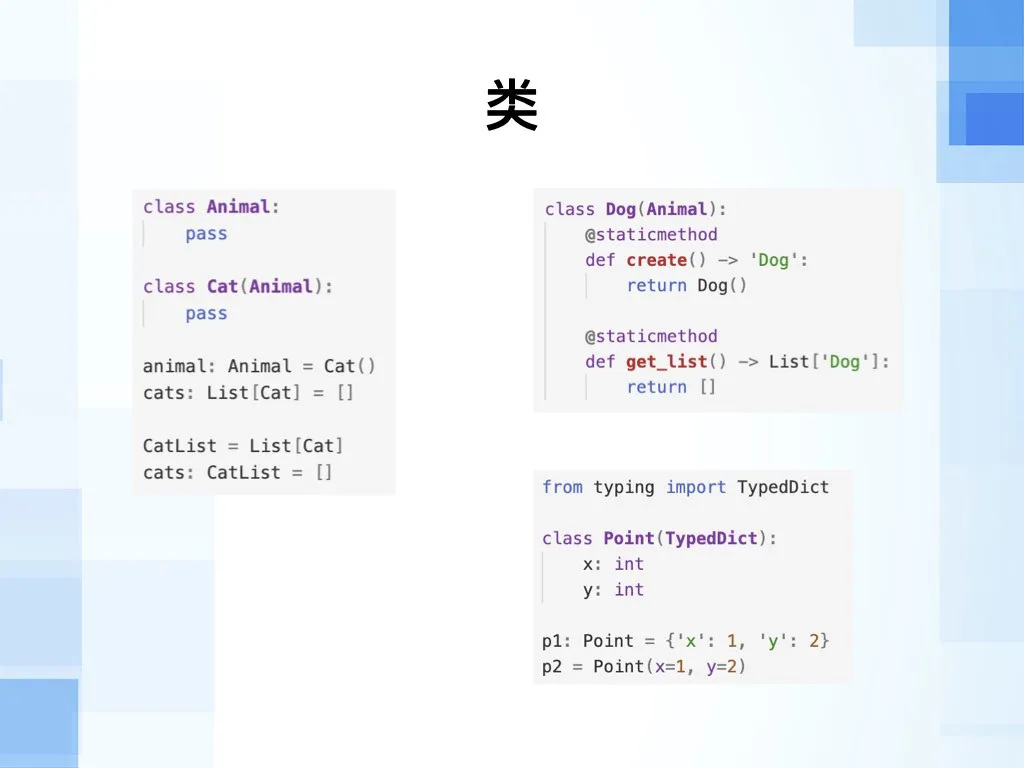 类
class Animal:
    pass
class Cat(Animal):
    pass
animal: Animal = Cat()
cats: List[Cat] = []
CatList = List[Cat]
cats: CatList = []
class Dog(Animal):
    @staticmethod
    def create() -> 'Dog':
        return Dog()
    @staticmethod
    def get_list() -> List['Dog']:
        return []
from typing import TypedDict
class Point(TypedDict):
    x: int
    y: int
p1: Point = {'x': 1, 'y': 2}
p2 = Point(x=1, y=2)